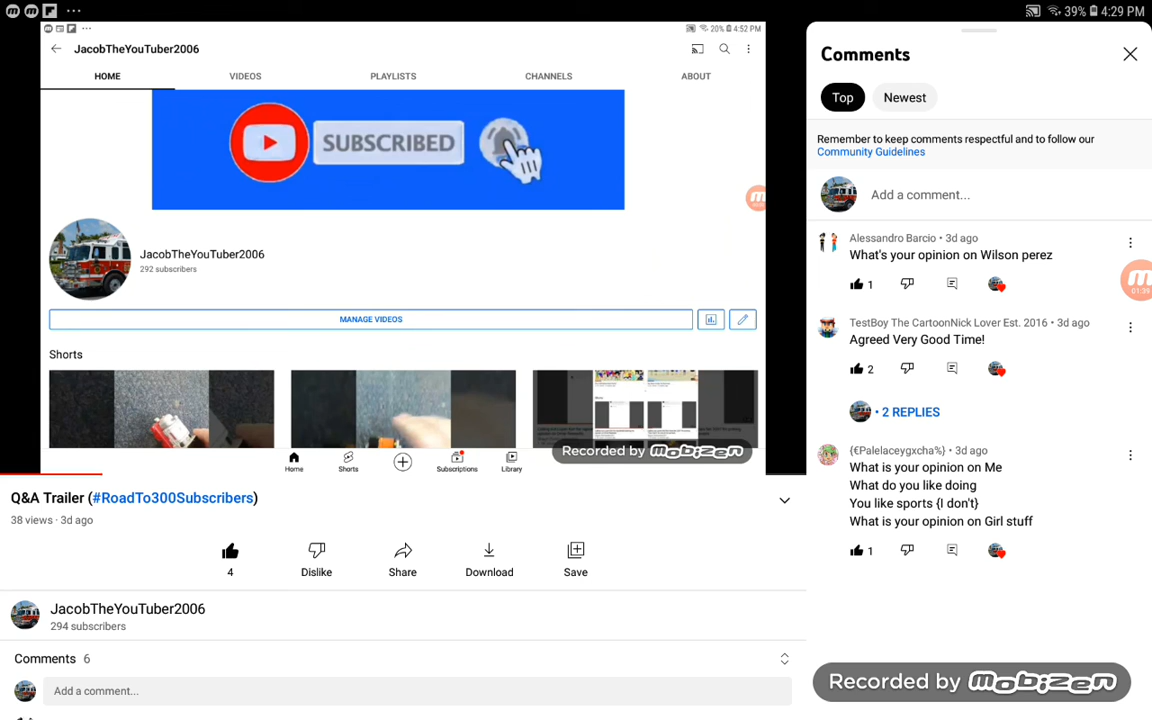 39% 4:29 PM
20% 4:52 PM
JacobTheYouTuber2006
HOME VIDEOS PLAYLISTS CHANNELS ABOUT
SUBSCRIBED
JacobTheYouTuber2006
292 subscribers
MANAGE VIDEOS
Shorts
Recorded by mobizen
Home Shorts Subscriptions Library
Q&A Trailer (#RoadTo300Subscribers)
38 views · 3d ago
4 Dislike Share Download Save
JacobTheYouTuber2006
294 subscribers
Comments 6
Add a comment...
Comments
Top Newest
Remember to keep comments respectful and to follow our
Community Guidelines
Add a comment...
Alessandro Barcio • 3d ago
What's your opinion on Wilson perez
1
01:39
TestBoy The CartoonNick Lover Est. 2016 • 3d ago
Agreed Very Good Time!
2
• 2 REPLIES
{€Palelaceygxcha%} • 3d ago
What is your opinion on Me
What do you like doing
You like sports {I don't}
What is your opinion on Girl stuff
1
Recorded by mobizen